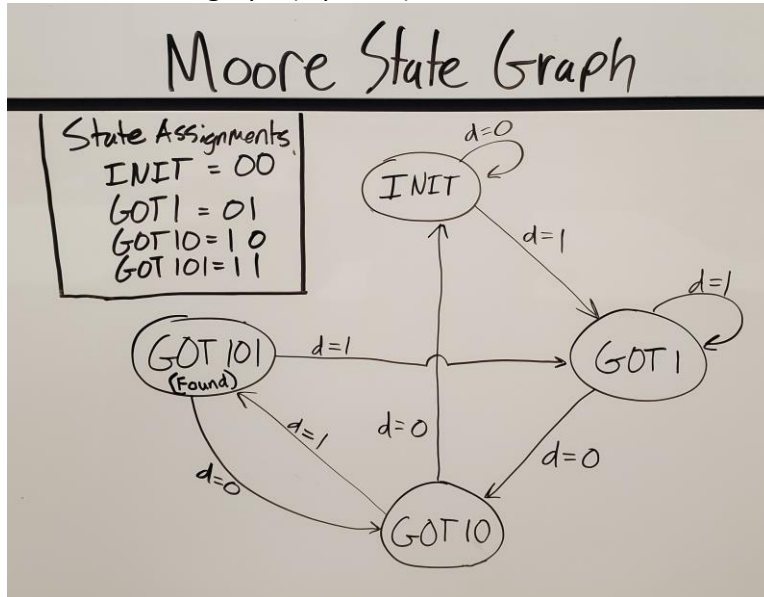 Moore State Graph
State Assignments
INIT = 00
GOT1 = 01
GOT10 = 10
GOT101 = 11
d=0
INIT
d=1
d=1
GOT101
(Found)
d=1
GOT1
d=1
d=0
d=0
d=0
GOT10